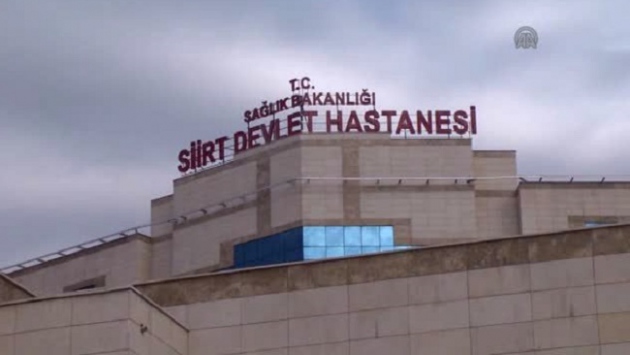 T.C.
SAĞLIK BAKANLIĞI
SİİRT DEVLET HASTANESİ